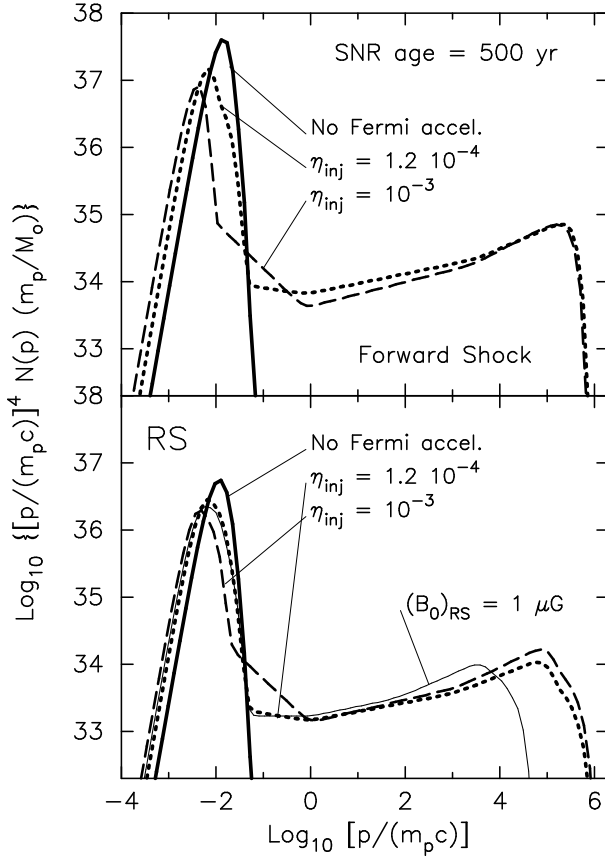 SNR age = 500 yr
No Fermi accel.
η_inj = 1.2 10^-4
η_inj = 10^-3
Forward Shock
37
36
35
34
33
38
Log_10 {[p/(m_p c)]^4 N(p) (m_p/M_o)}
RS
No Fermi accel.
η_inj = 1.2 10^-4
η_inj = 10^-3
(B_0)_RS = 1 μG
38
37
36
35
34
33
−4
−2
0
2
4
6
Log_10 [p/(m_p c)]